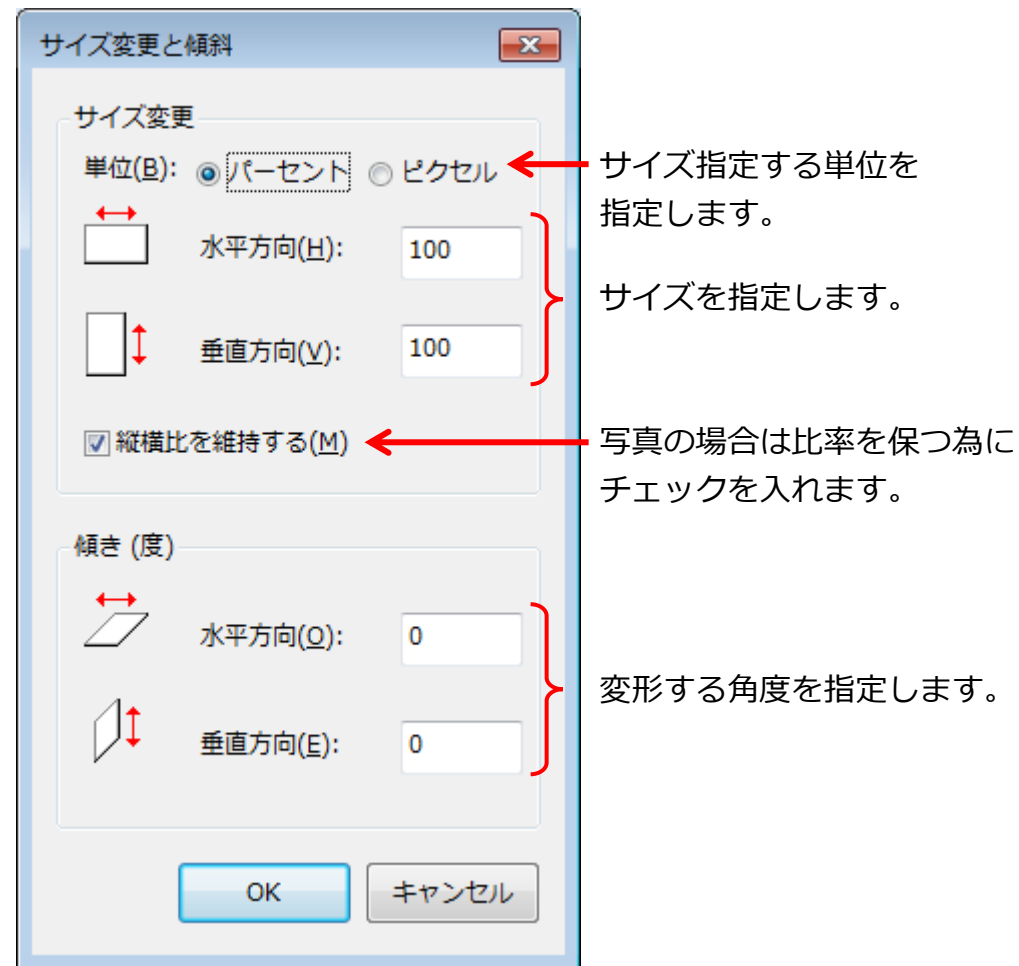 サイズ変更と傾斜
サイズ変更
単位(B): パーセント ピクセル
サイズ指定する単位を
指定します。
水平方向(H): 100
サイズを指定します。
垂直方向(V): 100
縦横比を維持する(M)
写真の場合は比率を保つ為に
チェックを入れます。
傾き (度)
水平方向(O): 0
変形する角度を指定します。
垂直方向(E): 0
OK キャンセル